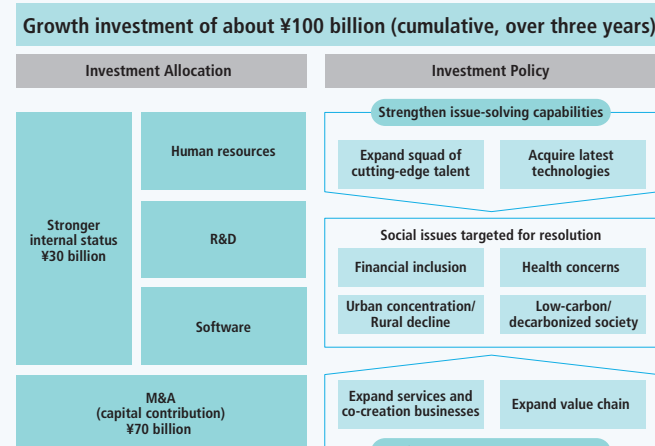 Growth investment of about ¥100 billion (cumulative, over three years)
Investment Allocation
Stronger
internal status
¥30 billion
Human resources
R&D
Software
M&A
(capital contribution)
¥70 billion
Investment Policy
Strengthen issue-solving capabilities
Expand squad of
cutting-edge talent
Acquire latest
technologies
Social issues targeted for resolution
Financial inclusion
Health concerns
Urban concentration/
Rural decline
Low-carbon/
decarbonized society
Expand services and
co-creation businesses
Expand value chain